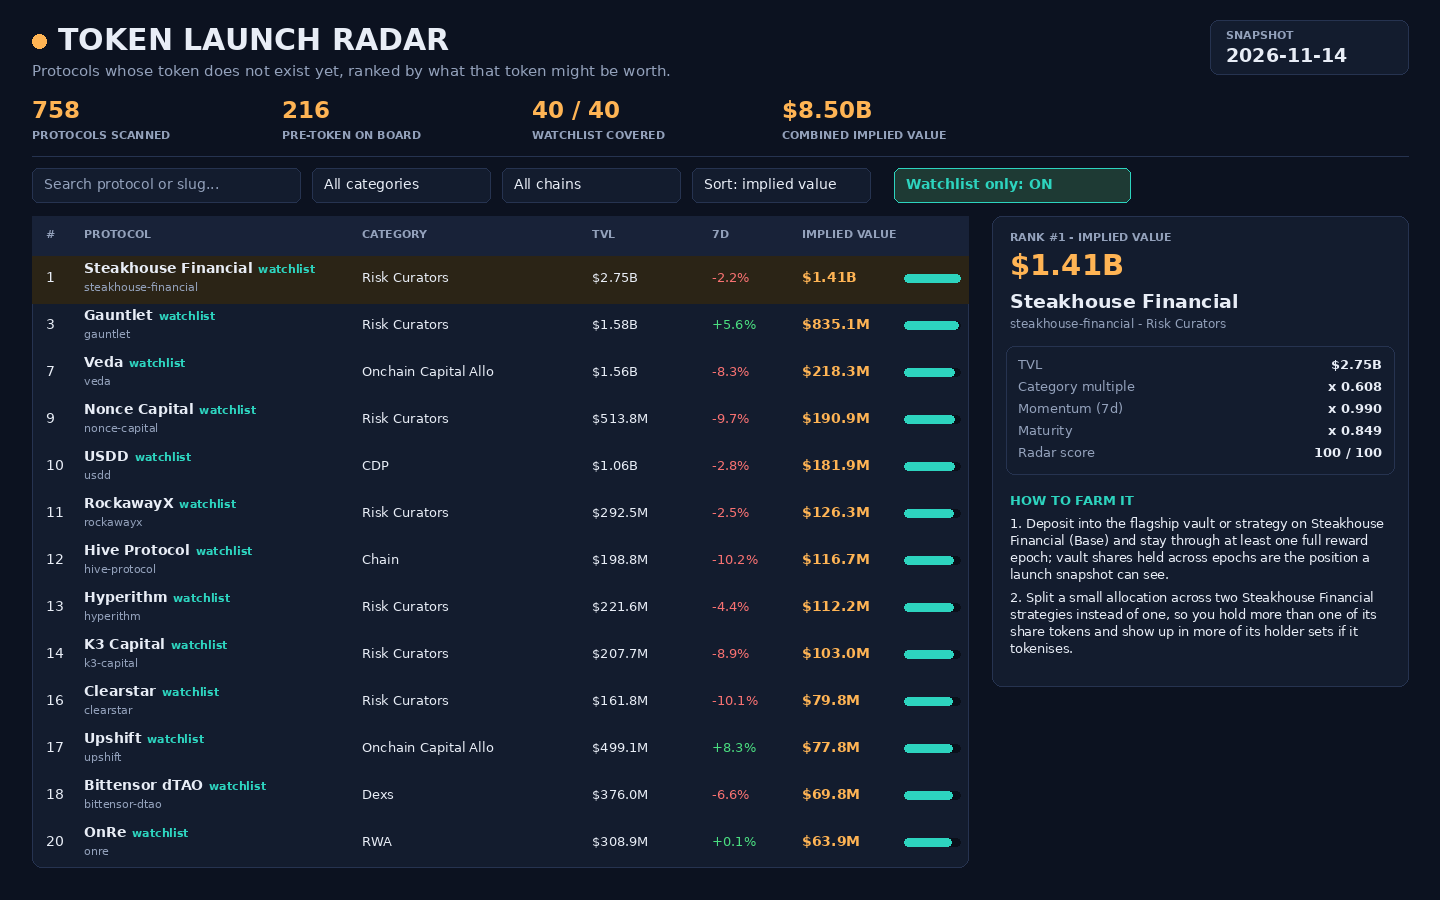 TOKEN LAUNCH RADAR
Protocols whose token does not exist yet, ranked by what that token might be worth.
SNAPSHOT
2026-11-14
758
PROTOCOLS SCANNED
216
PRE-TOKEN ON BOARD
40 / 40
WATCHLIST COVERED
$8.50B
COMBINED IMPLIED VALUE
Search protocol or slug...
All categories
All chains
Sort: implied value
Watchlist only: ON
# PROTOCOL CATEGORY TVL 7D IMPLIED VALUE
1 Steakhouse Financial watchlist Risk Curators $2.75B -2.2% $1.41B
steakhouse-financial
3 Gauntlet watchlist Risk Curators $1.58B +5.6% $835.1M
gauntlet
7 Veda watchlist Onchain Capital Allo $1.56B -8.3% $218.3M
veda
9 Nonce Capital watchlist Risk Curators $513.8M -9.7% $190.9M
nonce-capital
10 USDD watchlist CDP $1.06B -2.8% $181.9M
usdd
11 RockawayX watchlist Risk Curators $292.5M -2.5% $126.3M
rockawayx
12 Hive Protocol watchlist Chain $198.8M -10.2% $116.7M
hive-protocol
13 Hyperithm watchlist Risk Curators $221.6M -4.4% $112.2M
hyperithm
14 K3 Capital watchlist Risk Curators $207.7M -8.9% $103.0M
k3-capital
16 Clearstar watchlist Risk Curators $161.8M -10.1% $79.8M
clearstar
17 Upshift watchlist Onchain Capital Allo $499.1M +8.3% $77.8M
upshift
18 Bittensor dTAO watchlist Dexs $376.0M -6.6% $69.8M
bittensor-dtao
20 OnRe watchlist RWA $308.9M +0.1% $63.9M
onre
RANK #1 - IMPLIED VALUE
$1.41B
Steakhouse Financial
steakhouse-financial - Risk Curators
TVL $2.75B
Category multiple x 0.608
Momentum (7d) x 0.990
Maturity x 0.849
Radar score 100 / 100
HOW TO FARM IT
1. Deposit into the flagship vault or strategy on Steakhouse
Financial (Base) and stay through at least one full reward
epoch; vault shares held across epochs are the position a
launch snapshot can see.
2. Split a small allocation across two Steakhouse Financial
strategies instead of one, so you hold more than one of its
share tokens and show up in more of its holder sets if it
tokenises.